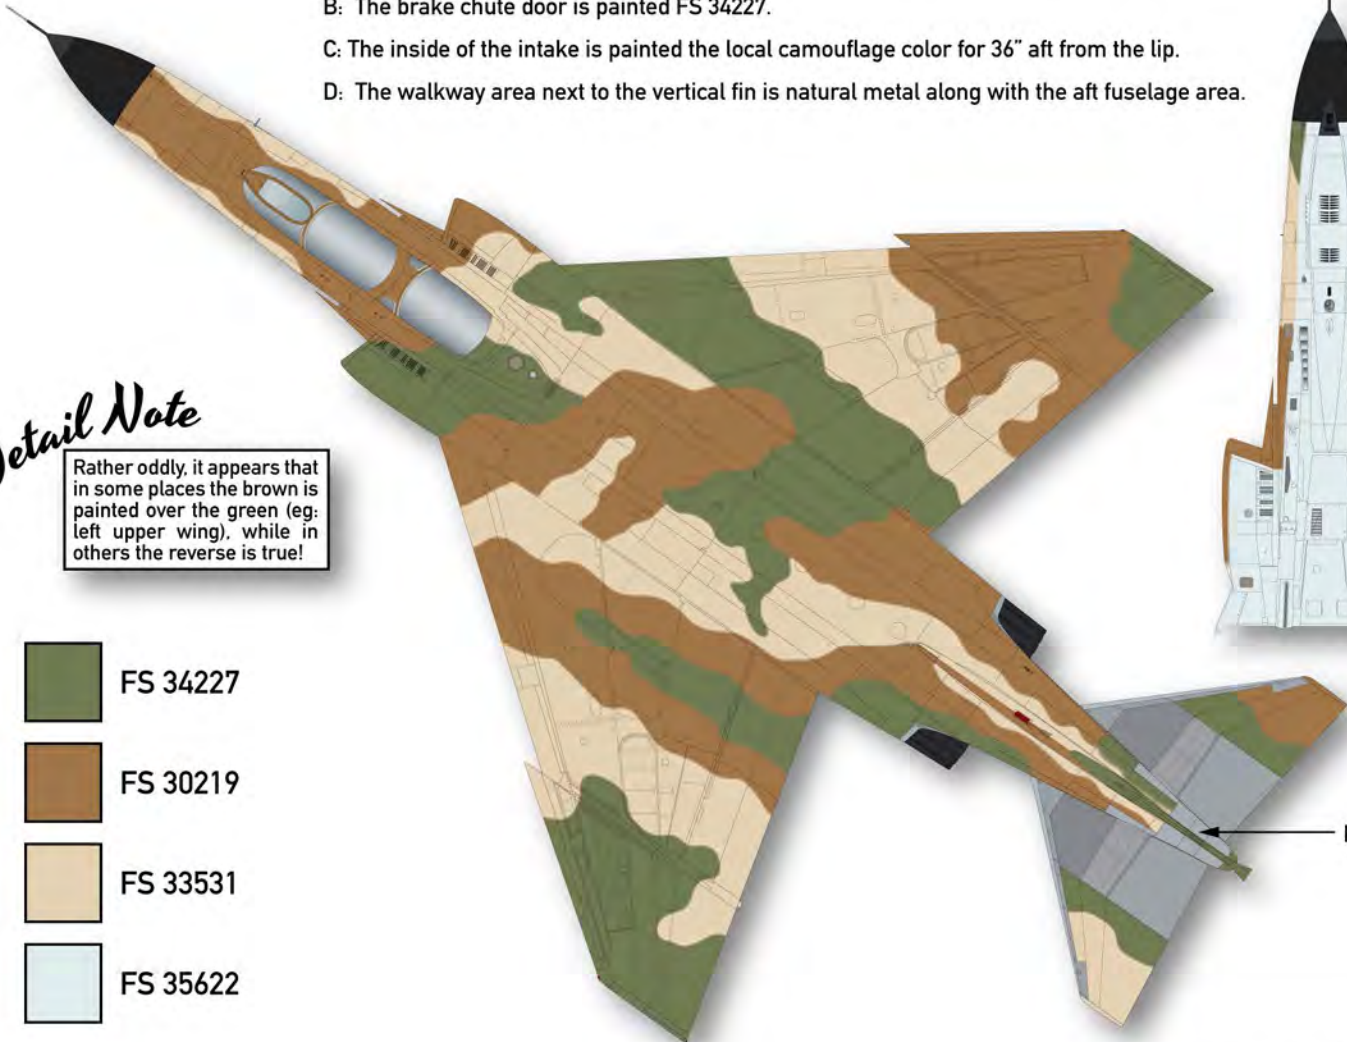 B: The brake chute door is painted FS 34227.
C: The inside of the intake is painted the local camouflage color for 36" aft from the lip.
D: The walkway area next to the vertical fin is natural metal along with the aft fuselage area.
Detail Note
Rather oddly, it appears that
in some places the brown is
painted over the green (eg:
left upper wing), while in
others the reverse is true!
FS 34227
FS 30219
FS 33531
FS 35622